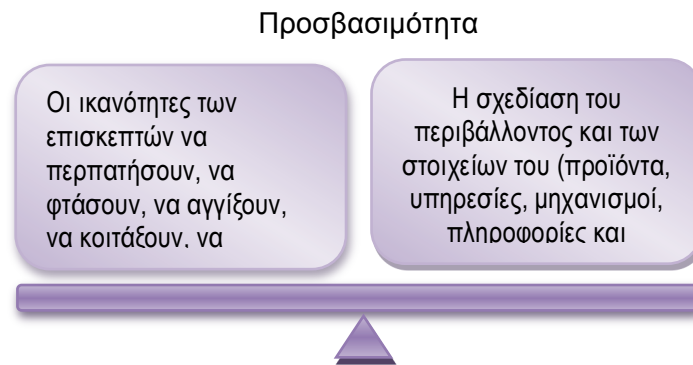 Προσβασιμότητα
Οι ικανότητες των
επισκεπτών να
περπατήσουν, να
φτάσουν, να αγγίξουν,
να κοιτάξουν, να
Η σχεδίαση του
περιβάλλοντος και των
στοιχείων του (προϊόντα,
υπηρεσίες, μηχανισμοί,
πληροφορίες και